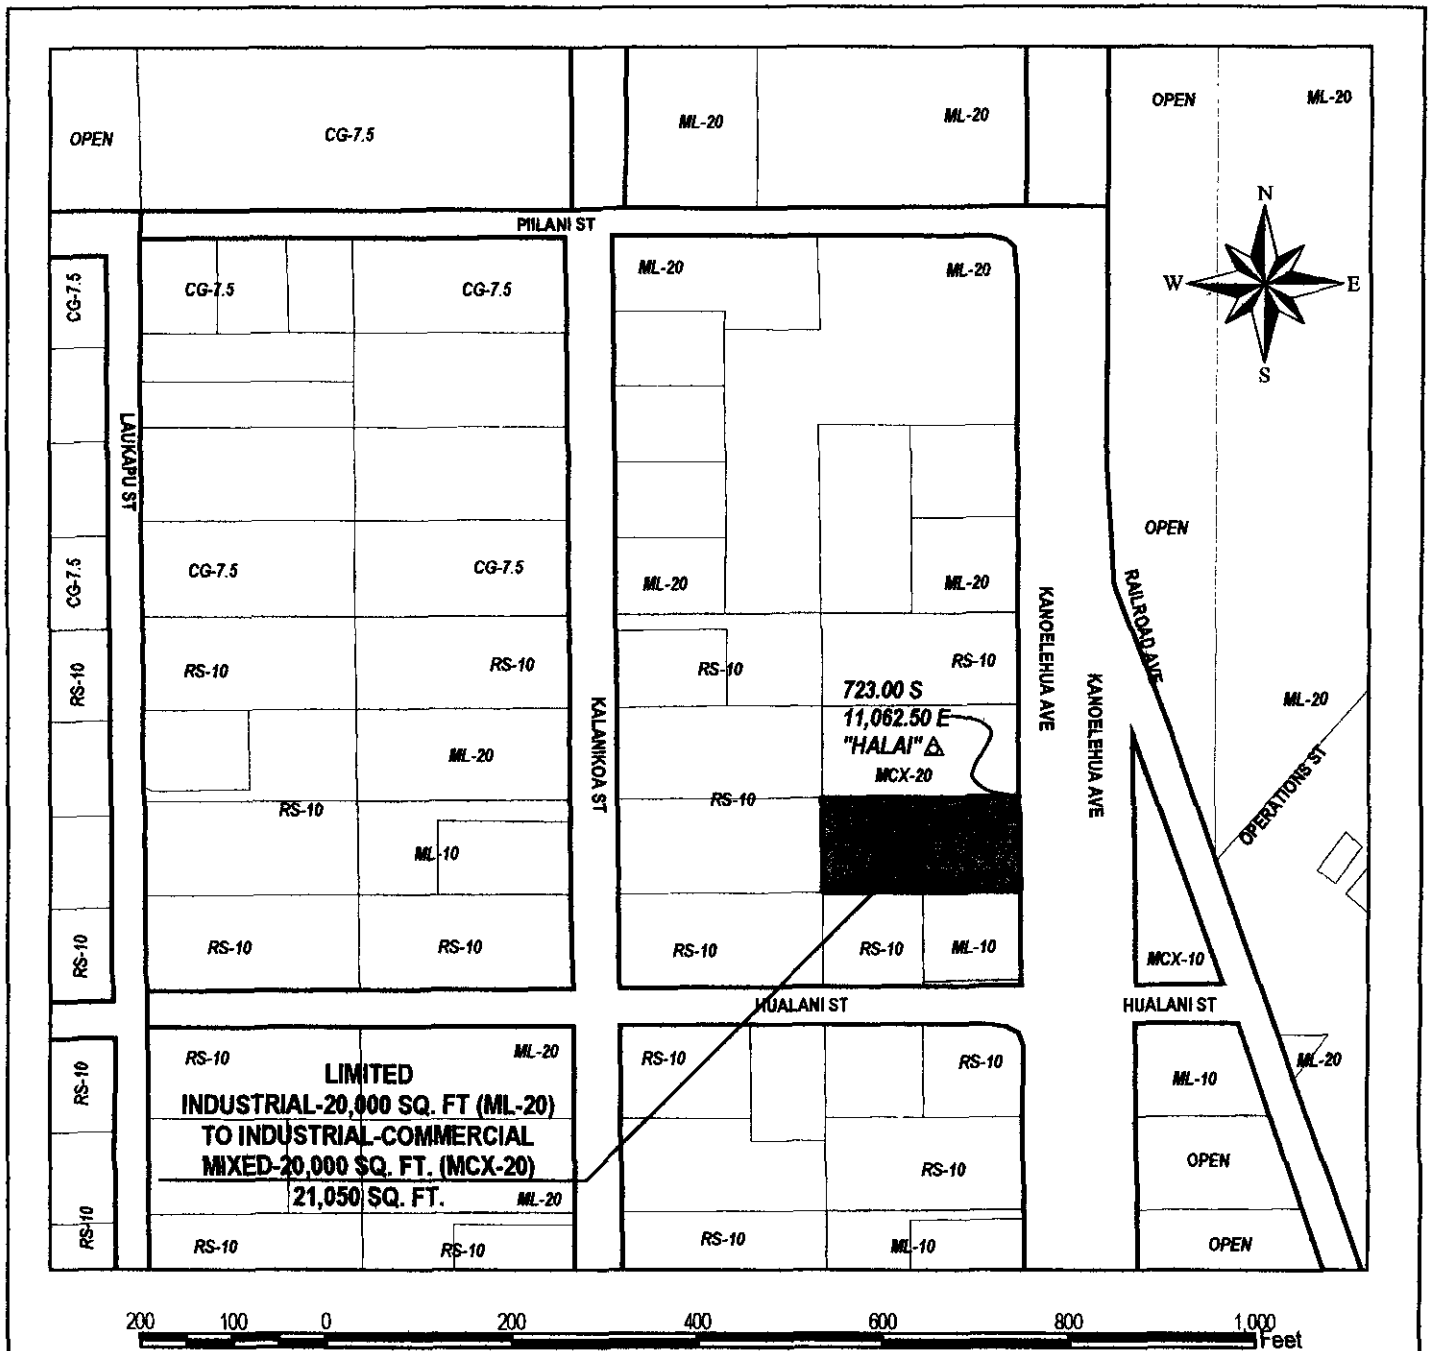 OPEN
CG-7.5
ML-20
ML-20
OPEN
ML-20
N
W
E
S
PIILANI ST
CG-7.5
CG-7.5
CG-7.5
ML-20
ML-20
LAUKAPU ST
OPEN
CG-7.5
CG-7.5
CG-7.5
ML-20
ML-20
KANOELEHUA AVE
RAILROAD AVE
RS-10
RS-10
RS-10
RS-10
RS-10
KALANIKOA ST
KANOELEHUA AVE
ML-20
723.00 S
11,062.50 E
"HALAI"
MCX-20
ML-20
RS-10
RS-10
OPERATIONS ST
ML-10
RS-10
RS-10
RS-10
RS-10
RS-10
ML-10
MCX-10
HUALANI ST
HUALANI ST
RS-10
RS-10
ML-20
RS-10
RS-10
ML-10
ML-20
LIMITED
INDUSTRIAL-20,000 SQ. FT (ML-20)
TO INDUSTRIAL-COMMERCIAL
MIXED-20,000 SQ. FT. (MCX-20)
21,050 SQ. FT.
ML-20
RS-10
OPEN
RS-10
RS-10
RS-10
RS-10
ML-10
OPEN
200 100 0 200 400 600 800 1,000
Feet